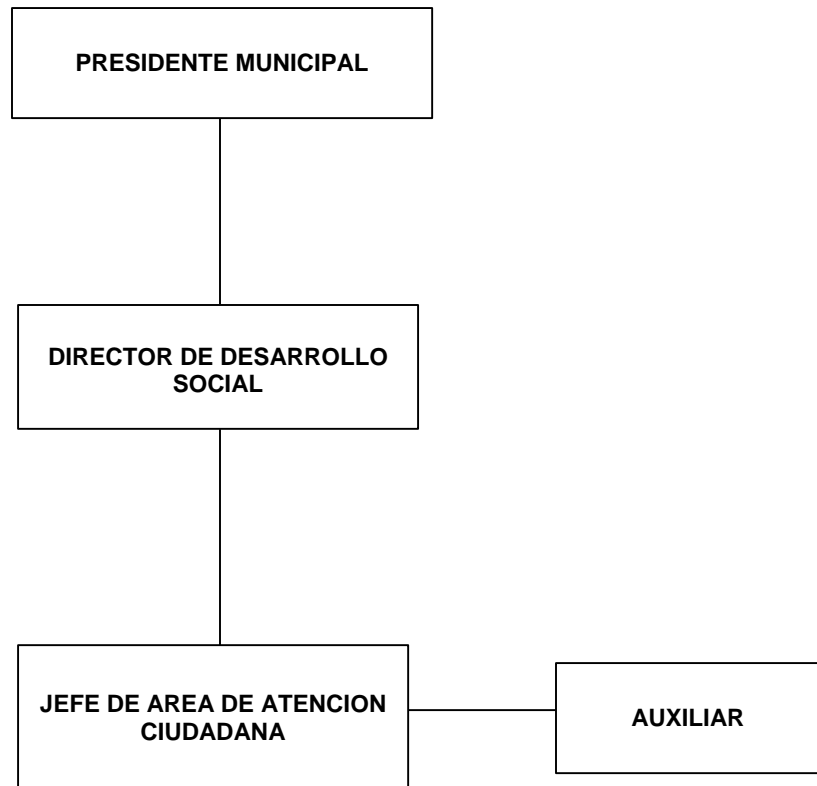 PRESIDENTE MUNICIPAL
DIRECTOR DE DESARROLLO
SOCIAL
JEFE DE AREA DE ATENCION
CIUDADANA
AUXILIAR